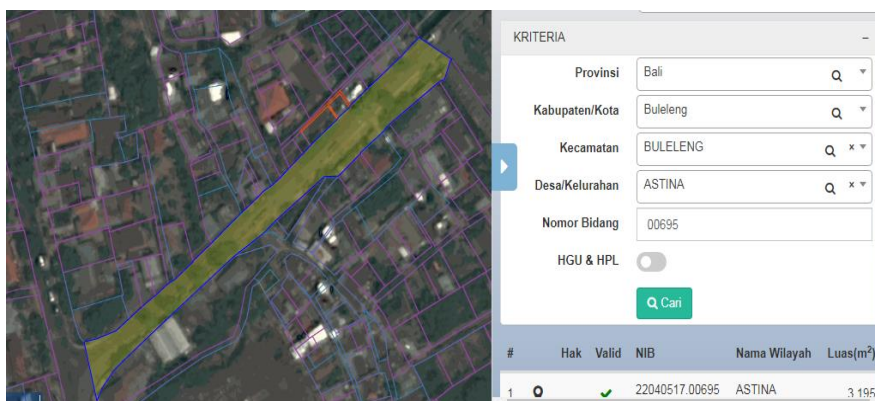 KRITERIA –
Provinsi Bali
Kabupaten/Kota Buleleng
Kecamatan BULELENG ×
Desa/Kelurahan ASTINA ×
Nomor Bidang 00695
HGU & HPL
Cari
# Hak Valid NIB Nama Wilayah Luas(m²)
1 22040517.00695 ASTINA 3.195